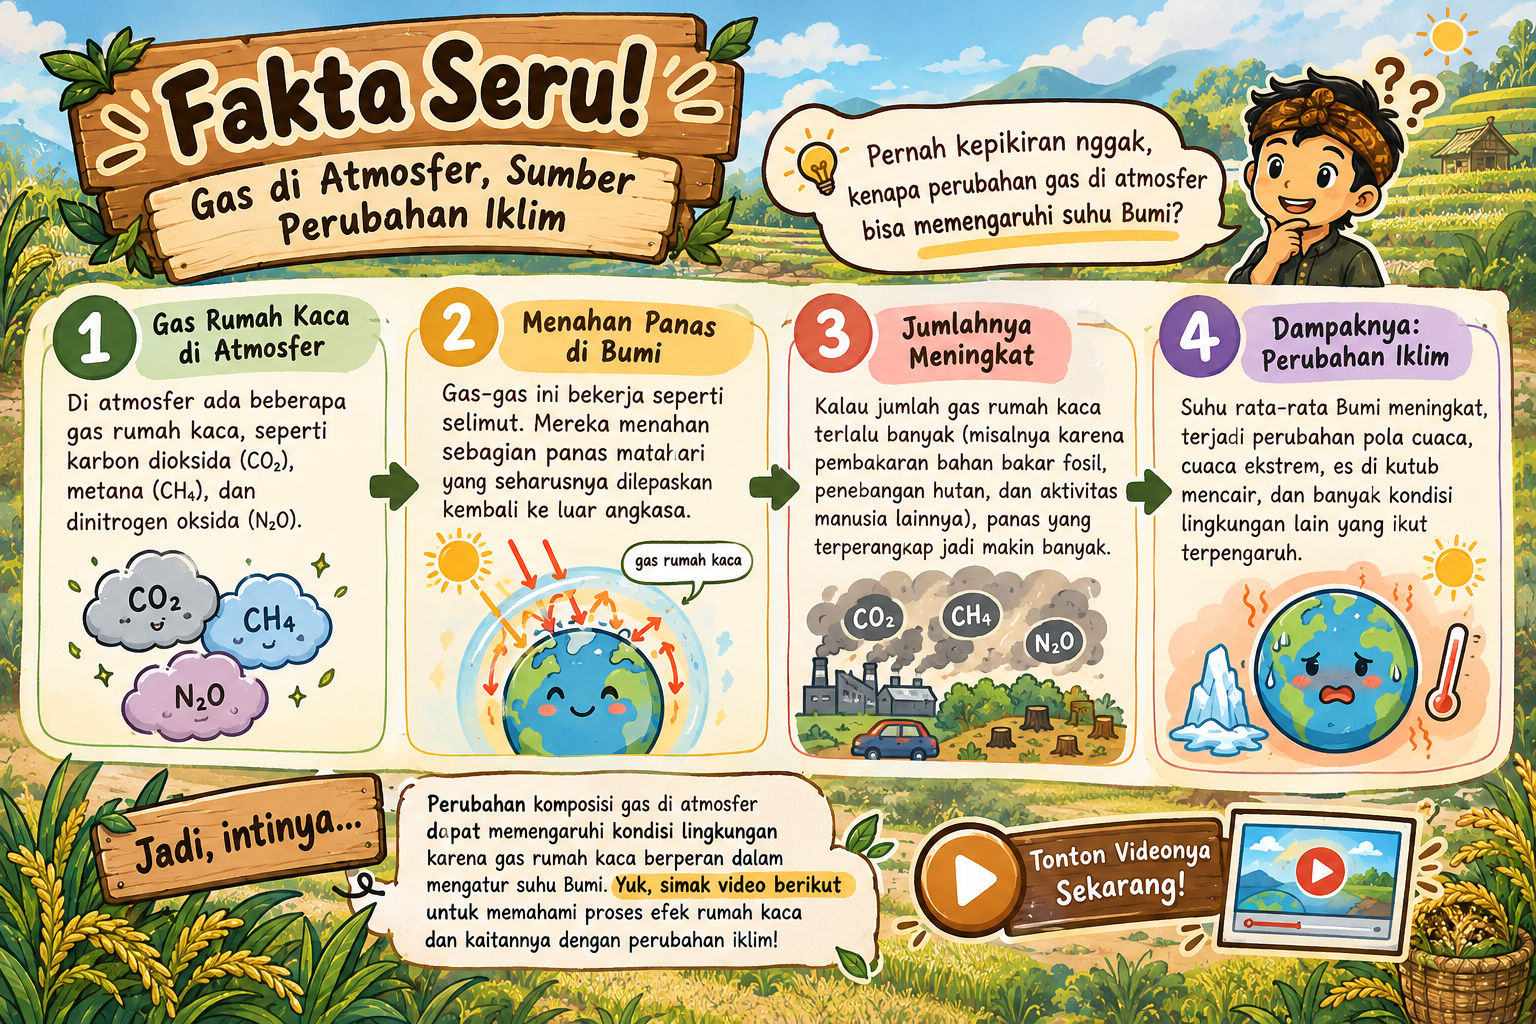 Fakta Seru!
Gas di Atmosfer, Sumber
Perubahan Iklim
Pernah kepikiran nggak,
kenapa perubahan gas di atmosfer
bisa memengaruhi suhu Bumi?
??
1
Gas Rumah Kaca
di Atmosfer
Di atmosfer ada beberapa
gas rumah kaca, seperti
karbon dioksida (CO₂),
metana (CH₄), dan
dinitrogen oksida (N₂O).
CO₂
CH₄
N₂O
2
Menahan Panas
di Bumi
Gas-gas ini bekerja seperti
selimut. Mereka menahan
sebagian panas matahari
yang seharusnya dilepaskan
kembali ke luar angkasa.
gas rumah kaca
3
Jumlahnya
Meningkat
Kalau jumlah gas rumah kaca
terlalu banyak (misalnya karena
pembakaran bahan bakar fosil,
penebangan hutan, dan aktivitas
manusia lainnya), panas yang
terperangkap jadi makin banyak.
CO₂
CH₄
N₂O
4
Dampaknya:
Perubahan Iklim
Suhu rata-rata Bumi meningkat,
terjadi perubahan pola cuaca,
cuaca ekstrem, es di kutub
mencair, dan banyak kondisi
lingkungan lain yang ikut
terpengaruh.
Jadi, intinya...
Perubahan komposisi gas di atmosfer
dapat memengaruhi kondisi lingkungan
karena gas rumah kaca berperan dalam
mengatur suhu Bumi. Yuk, simak video berikut
untuk memahami proses efek rumah kaca
dan kaitannya dengan perubahan iklim!
Tonton Videonya
Sekarang!